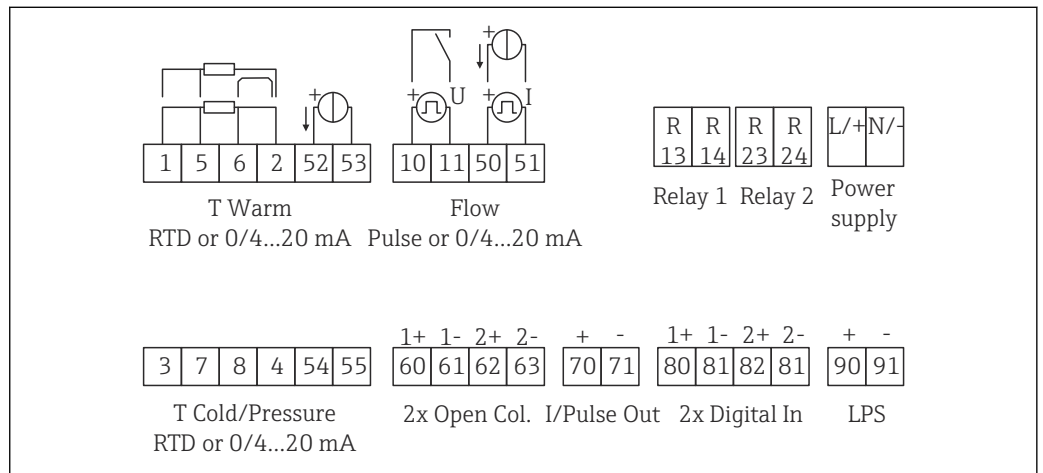 + U + + I
+
1 5 6 2 52 53
10 11 50 51
R 13 R 14 R 23 R 24
L/+ N/-
T Warm
RTD or 0/4...20 mA
Flow
Pulse or 0/4...20 mA
Relay 1 Relay 2
Power
supply
3 7 8 4 54 55
T Cold/Pressure
RTD or 0/4...20 mA
1+ 1- 2+ 2-
60 61 62 63
2x Open Col.
+ -
70 71
I/Pulse Out
1+ 1- 2+ 2-
80 81 82 81
2x Digital In
+ -
90 91
LPS